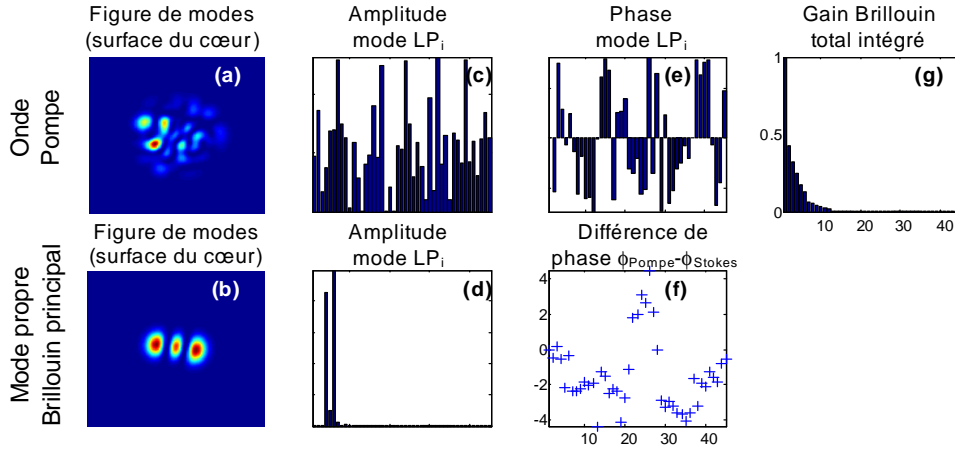 Figure de modes
(surface du cœur)
Amplitude
mode LPi
Phase
mode LPi
Gain Brillouin
total intégré
Onde
Pompe
(a)
(c)
(e)
(g)
1
0.5
0
10 20 30 40
Figure de modes
(surface du cœur)
Amplitude
mode LPi
Différence de
phase ϕPompe-ϕStokes
Mode propre
Brillouin principal
(b)
(d)
(f)
4
2
0
-2
-4
10 20 30 40